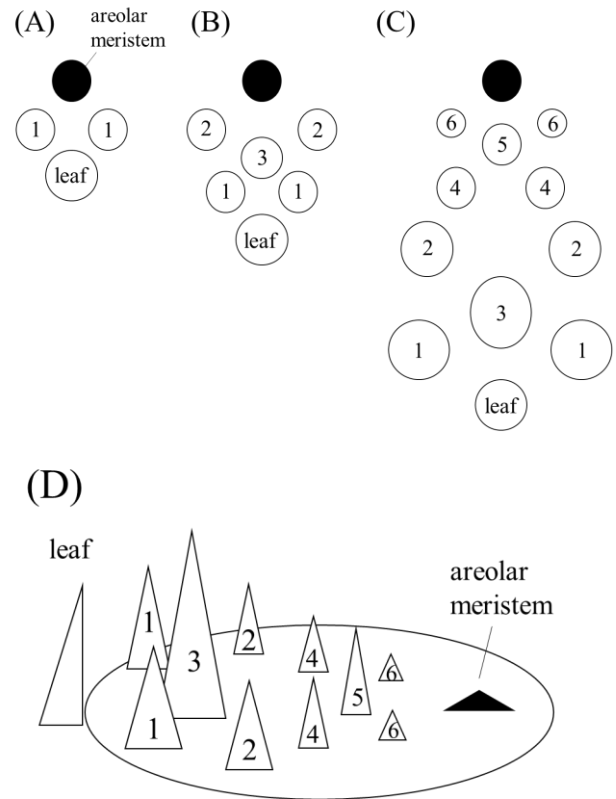 (A)
areolar
meristem
1 1
leaf
(B)
2 2
3
1 1
leaf
(C)
6 6
5
4 4
2 2
3
1 1
leaf
(D)
leaf
areolar
meristem
1 3 2 4 5 6
1 2 4 6